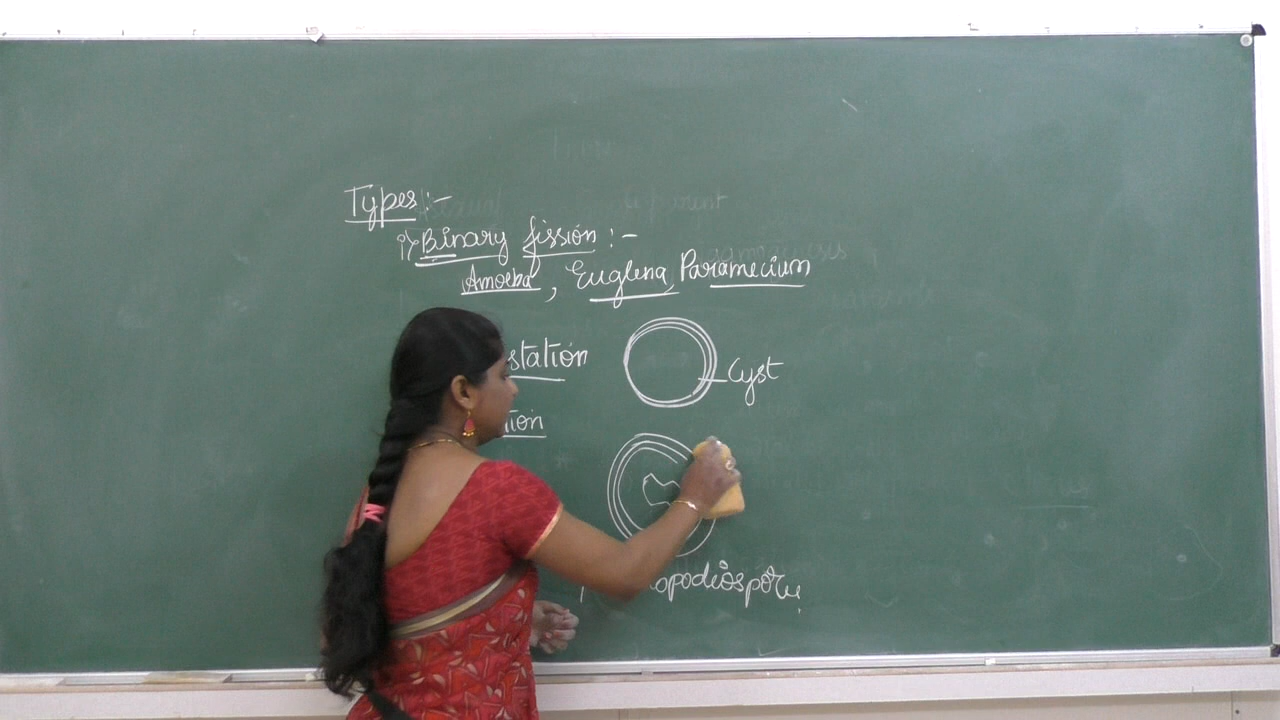 Types :-
i) Binary fission :-
Amoeba, Euglena, Paramecium
station
Cyst
tion
opodiospore